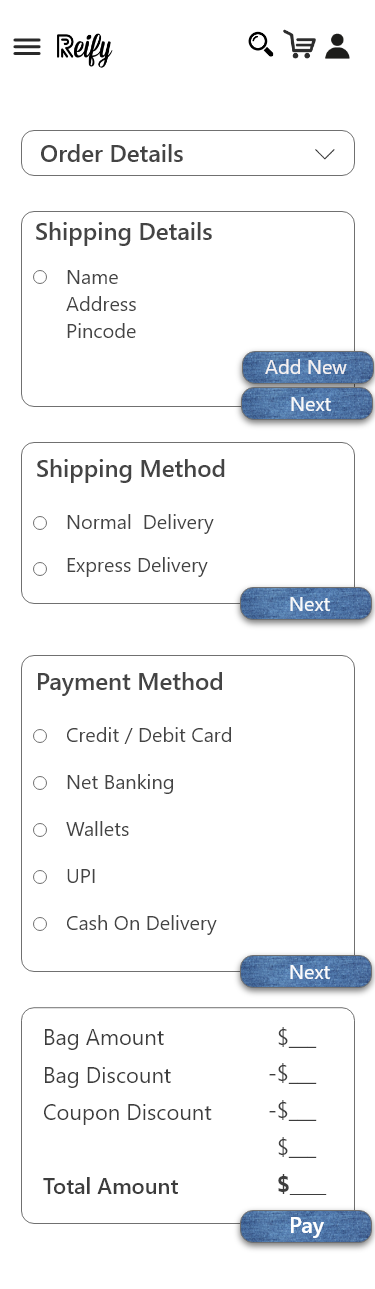 Reify
Order Details
Shipping Details
Name
Address
Pincode
Add New
Next
Shipping Method
Normal Delivery
Express Delivery
Next
Payment Method
Credit / Debit Card
Net Banking
Wallets
UPI
Cash On Delivery
Next
Bag Amount $___
Bag Discount -$___
Coupon Discount -$___
$___
Total Amount $____
Pay